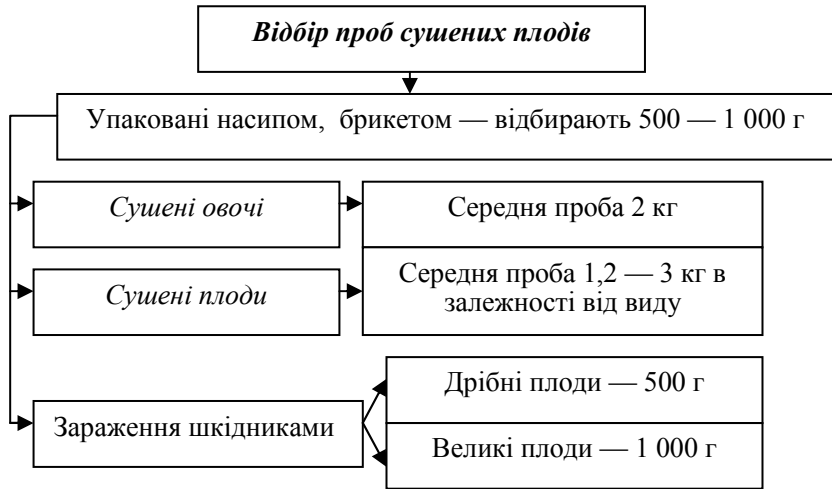 Відбір проб сушених плодів
Упаковані насипом, брикетом — відбирають 500 — 1 000 г
Сушені овочі
Середня проба 2 кг
Сушені плоди
Середня проба 1,2 — 3 кг в
залежності від виду
Зараження шкідниками
Дрібні плоди — 500 г
Великі плоди — 1 000 г